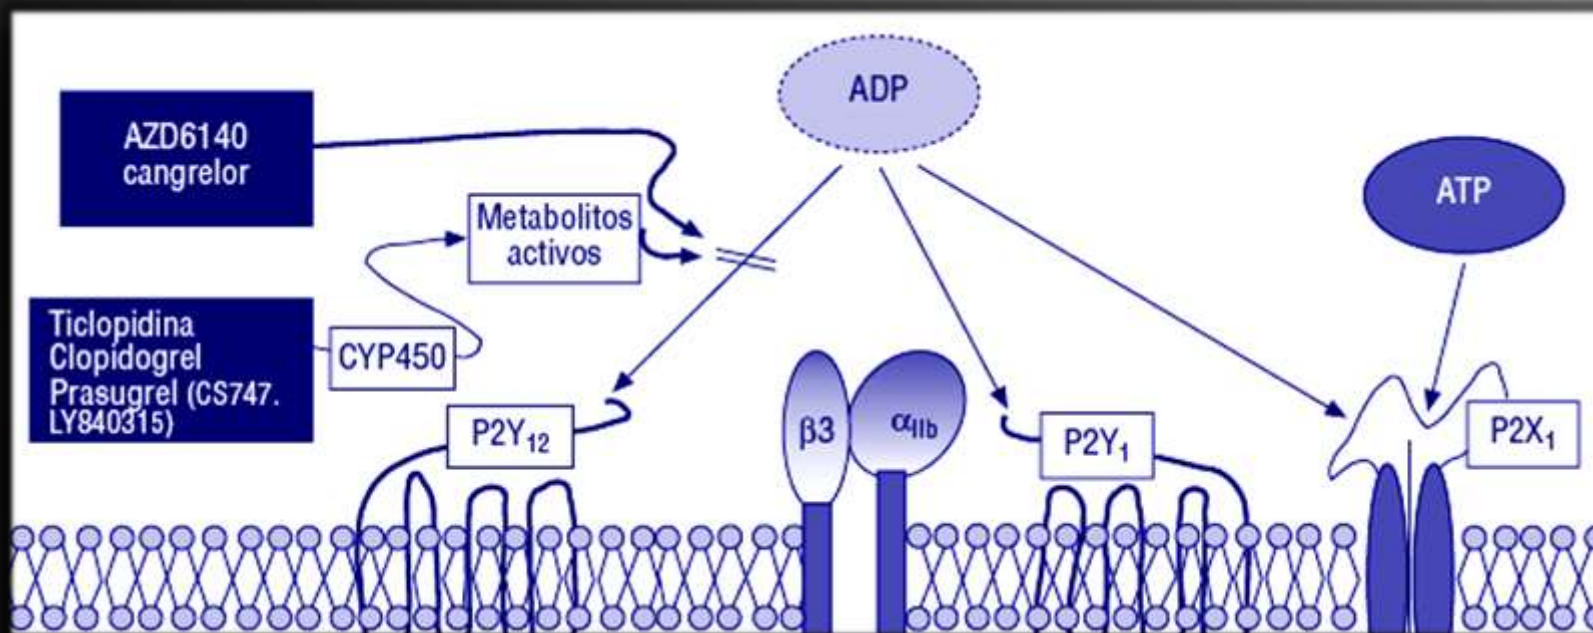 ADP
AZD6140
cangrelor
ATP
Metabolitos
activos
Ticlopidina
Clopidogrel
Prasugrel (CS747.
LY840315)
CYP450
P2Y₁₂
β3
αIIb
P2Y₁
P2X₁